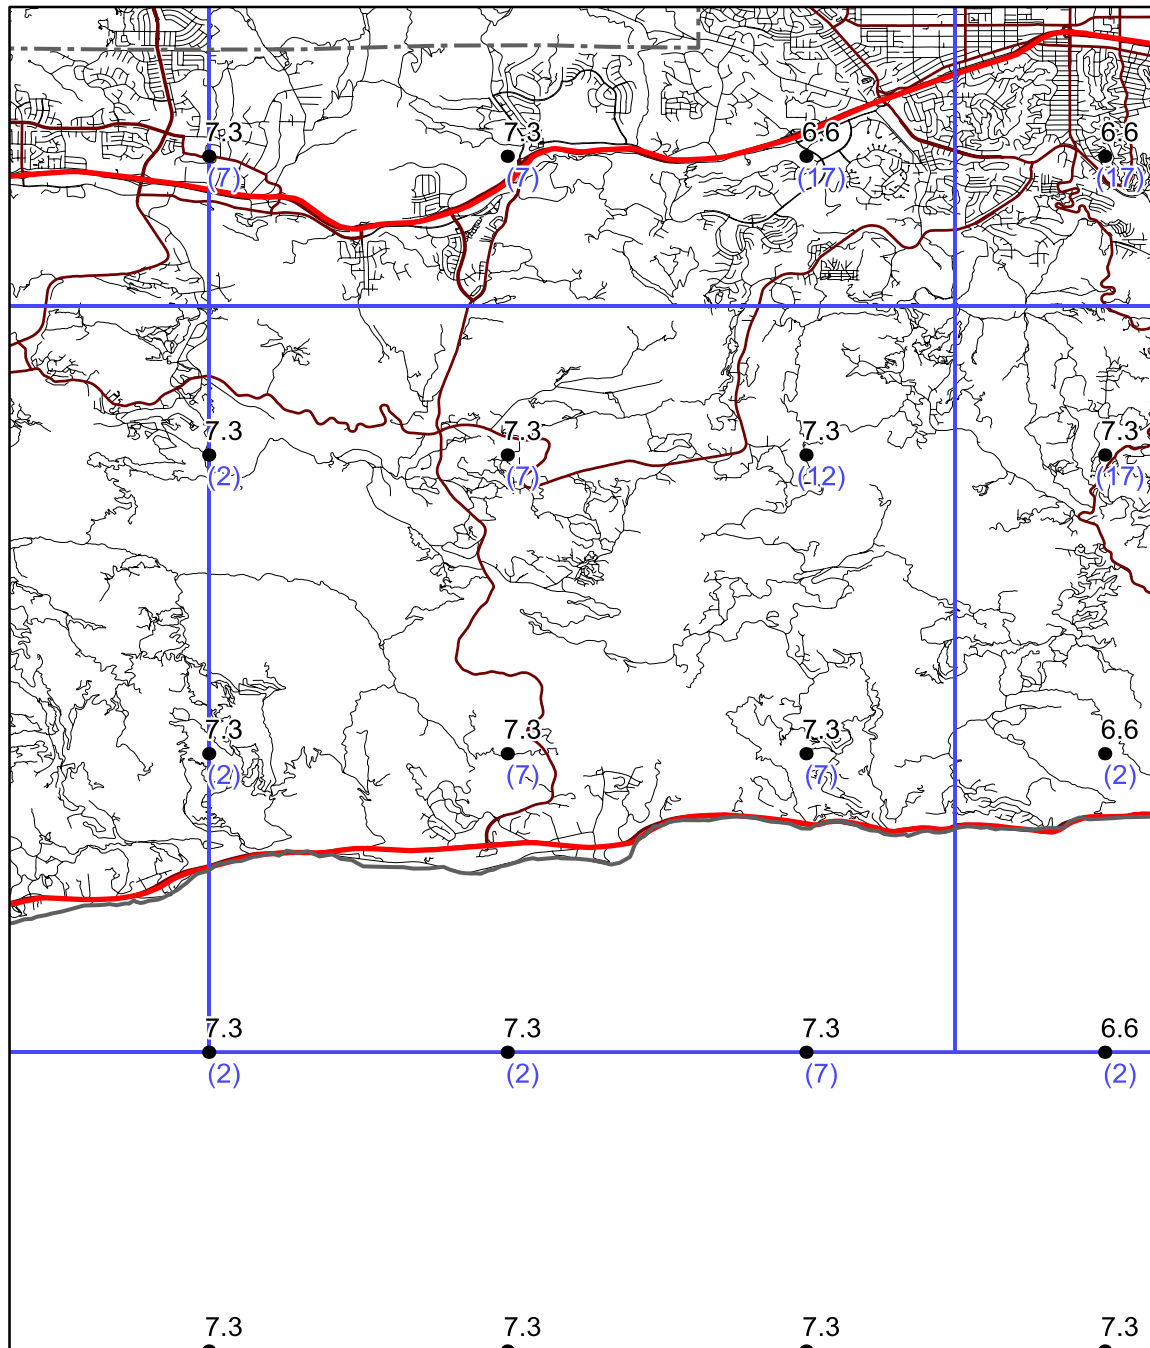 7.3 7.3 6.6 6.6
(7) (7) (17) (17)
7.3 7.3 7.3 7.3
(2) (7) (12) (17)
7.3 7.3 7.3 6.6
(2) (7) (7) (2)
7.3 7.3 7.3 6.6
(2) (2) (7) (2)
7.3 7.3 7.3 7.3